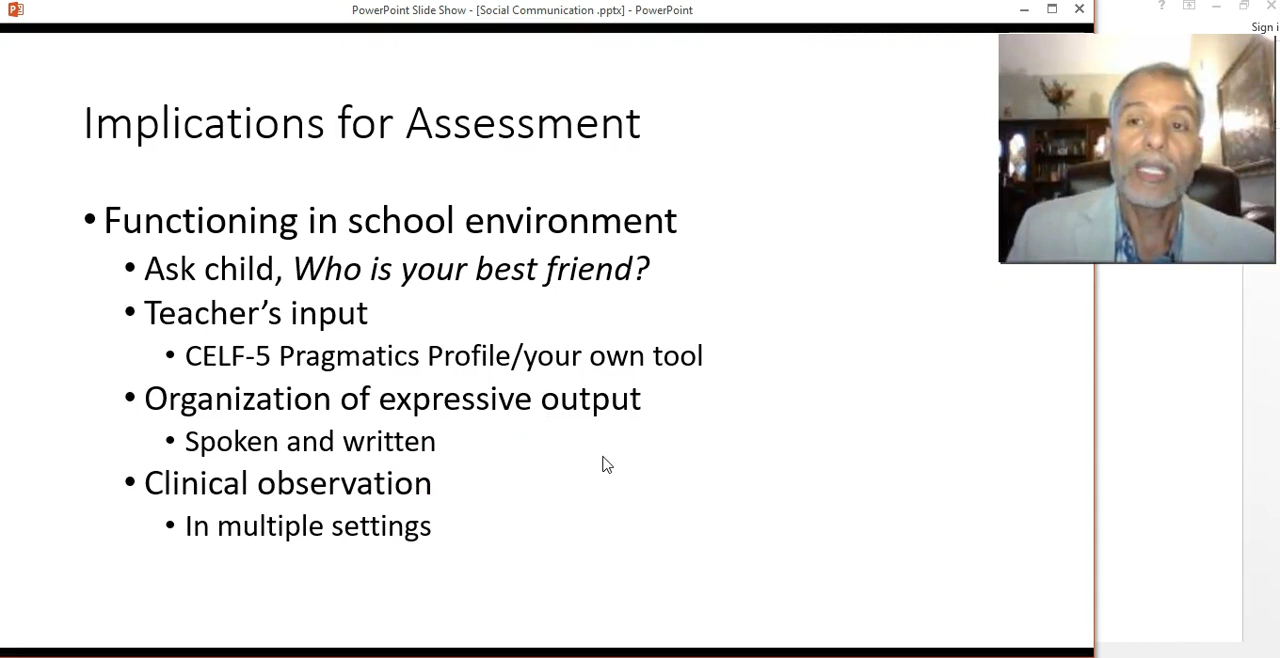 PowerPoint Slide Show - [Social Communication .pptx] - PowerPoint
?
Sign i
Implications for Assessment
• Functioning in school environment
• Ask child, Who is your best friend?
• Teacher’s input
• CELF-5 Pragmatics Profile/your own tool
• Organization of expressive output
• Spoken and written
• Clinical observation
• In multiple settings